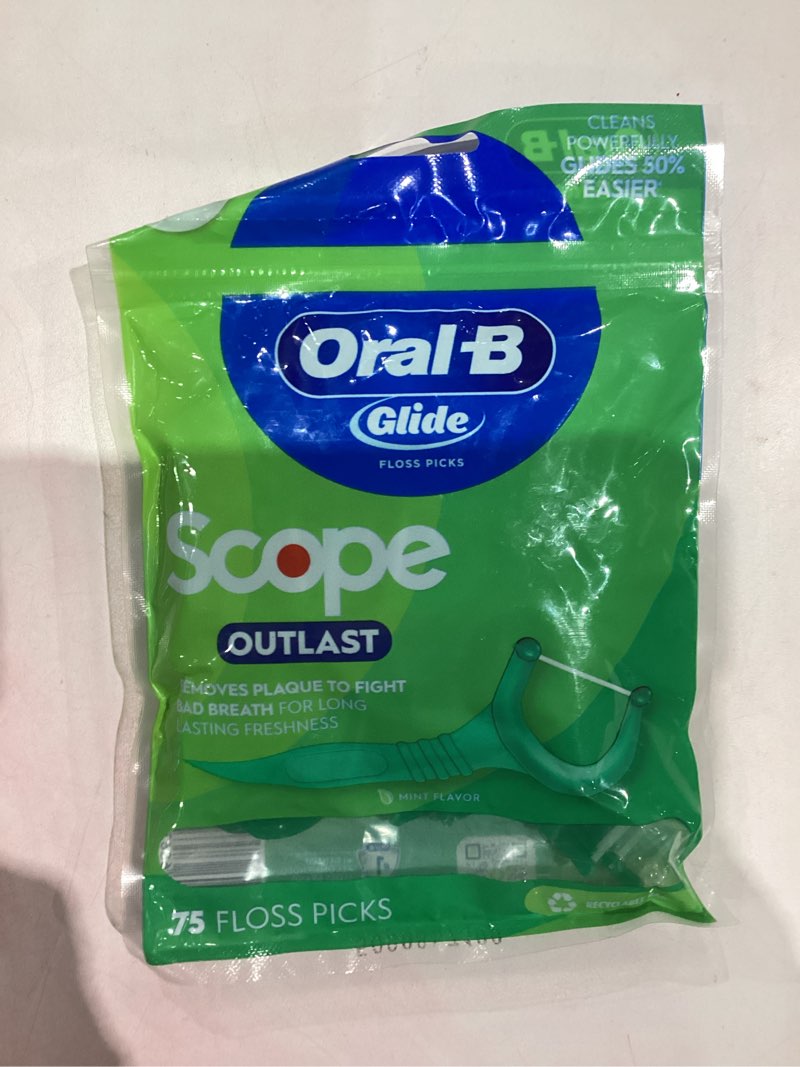 CLEANS
POWERFULLY
GLIDES 50%
EASIER
Oral-B
Glide
FLOSS PICKS
Scope
OUTLAST
REMOVES PLAQUE TO FIGHT
BAD BREATH FOR LONG
LASTING FRESHNESS
MINT FLAVOR
75 FLOSS PICKS
RECYCLABLE